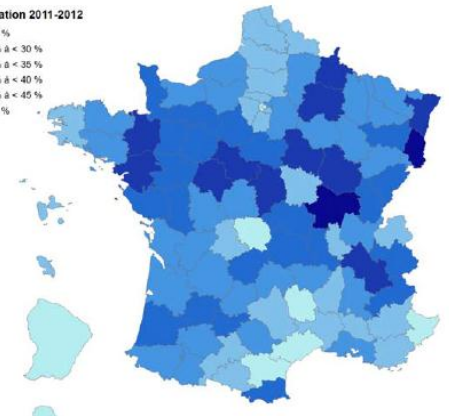 ation 2011-2012
%
à < 30 %
à < 35 %
à < 40 %
à < 45 %
%